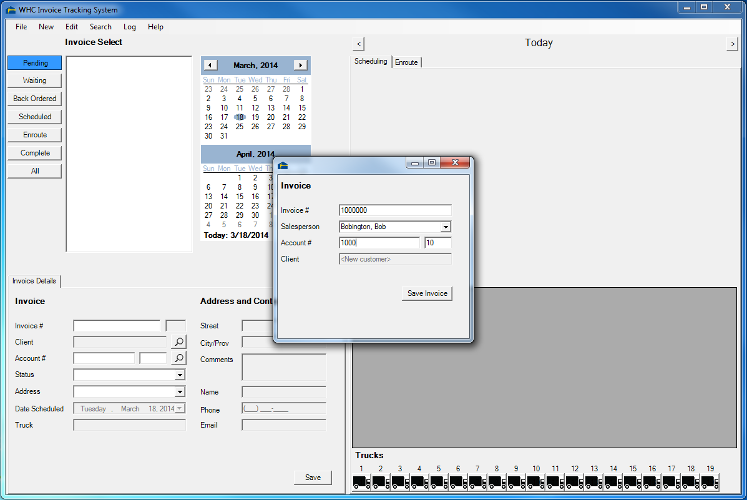 WHC Invoice Tracking System
File New Edit Search Log Help
Invoice Select
Pending
Waiting
Back Ordered
Scheduled
Enroute
Complete
All
March, 2014
Sun Mon Tue Wed Thu Fri Sat
23 24 25 26 27 28 1
2 3 4 5 6 7 8
9 10 11 12 13 14 15
16 17 18 19 20 21 22
23 24 25 26 27 28 29
30 31
April, 2014
Sun Mon Tue Wed
1 2 3
6 7 8 9 10
13 14 15 16 17
20 21 22 23 24
27 28 29 30 1
4 5 6 7 8
Today: 3/18/2014
< Today >
Scheduling Enroute
Invoice
Invoice # 1000000
Salesperson Bobington, Bob
Account # 1000 10
Client <New customer>
Save Invoice
Invoice Details
Invoice
Invoice #
Client
Account #
Status
Address
Date Scheduled Tuesday , March 18, 2014
Truck
Address and Cont
Street
City/Prov
Comments
Name
Phone (___) ___-____
Email
Save
Trucks
1 2 3 4 5 6 7 8 9 10 11 12 13 14 15 16 17 18 19